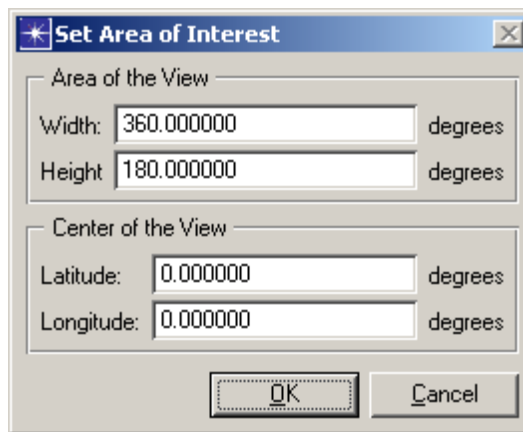 Set Area of Interest
Area of the View
Width: 360.000000 degrees
Height 180.000000 degrees
Center of the View
Latitude: 0.000000 degrees
Longitude: 0.000000 degrees
OK Cancel